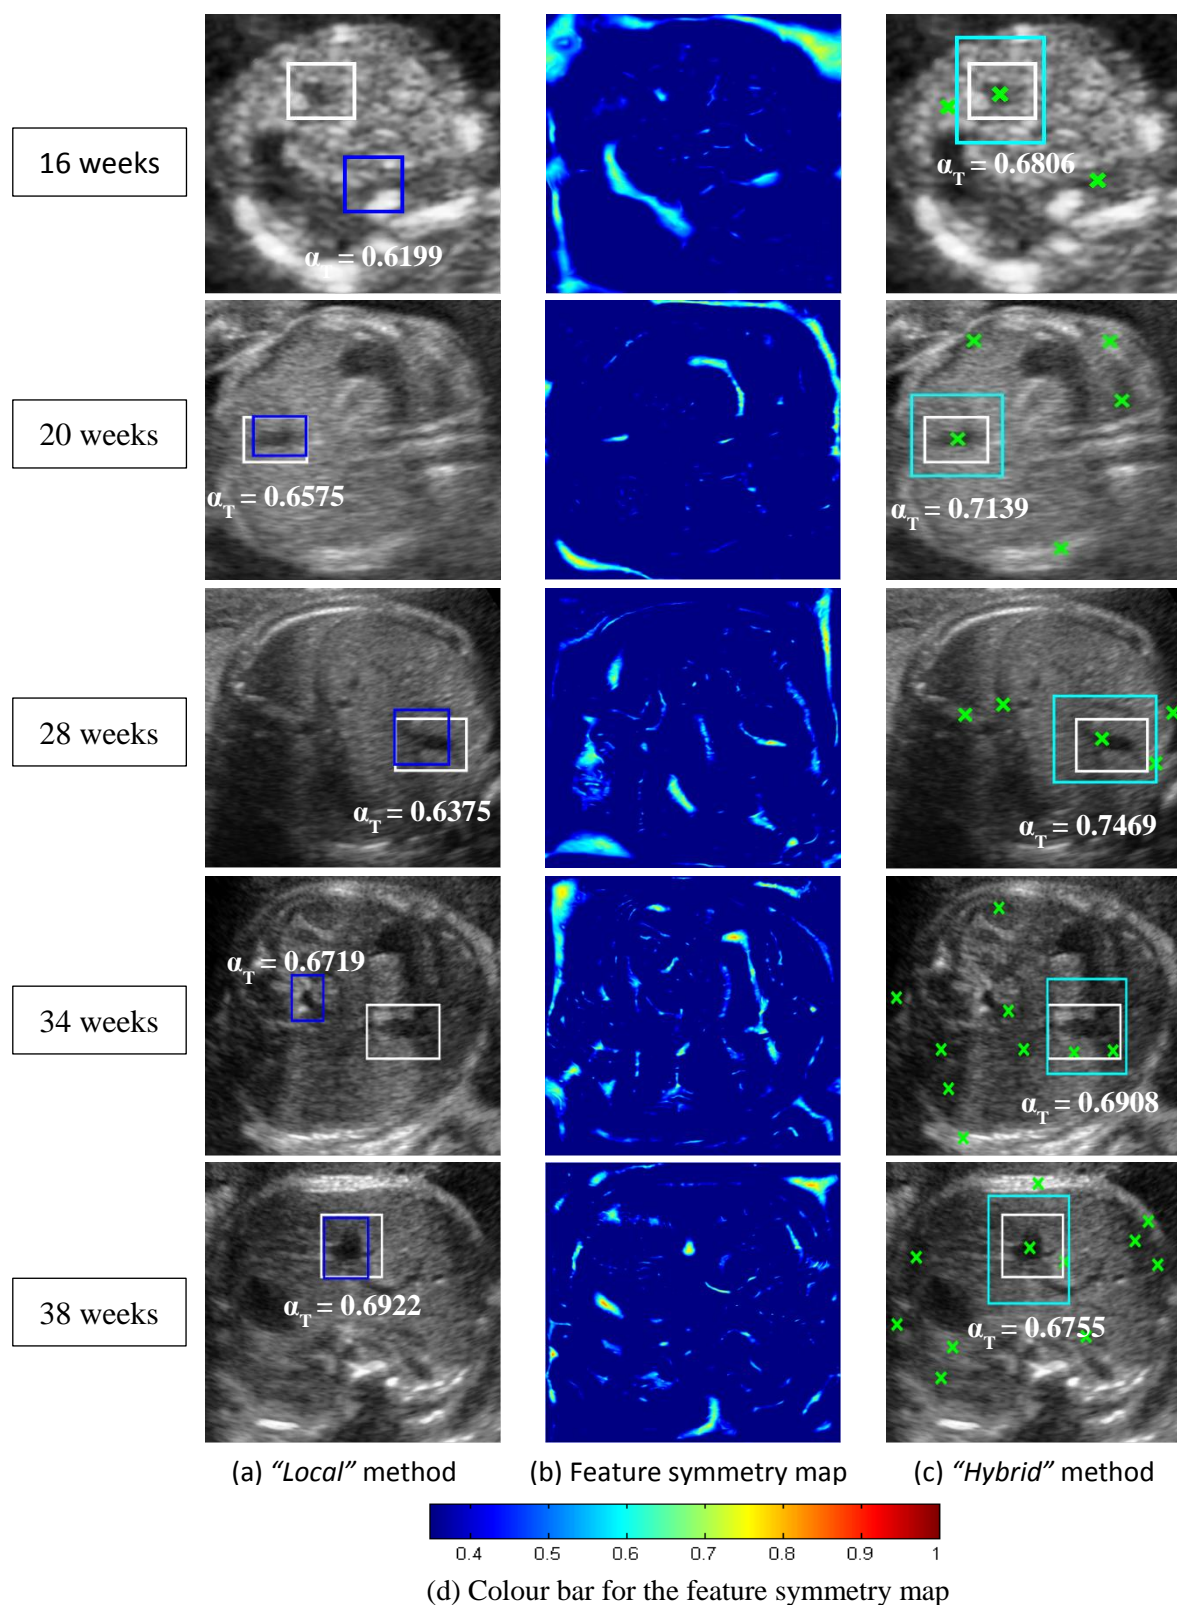 16 weeks
α_T = 0.6199
α_T = 0.6806
20 weeks
α_T = 0.6575
α_T = 0.7139
28 weeks
α_T = 0.6375
α_T = 0.7469
34 weeks
α_T = 0.6719
α_T = 0.6908
38 weeks
α_T = 0.6922
α_T = 0.6755
(a) “Local” method
(b) Feature symmetry map
(c) “Hybrid” method
0.4 0.5 0.6 0.7 0.8 0.9 1
(d) Colour bar for the feature symmetry map